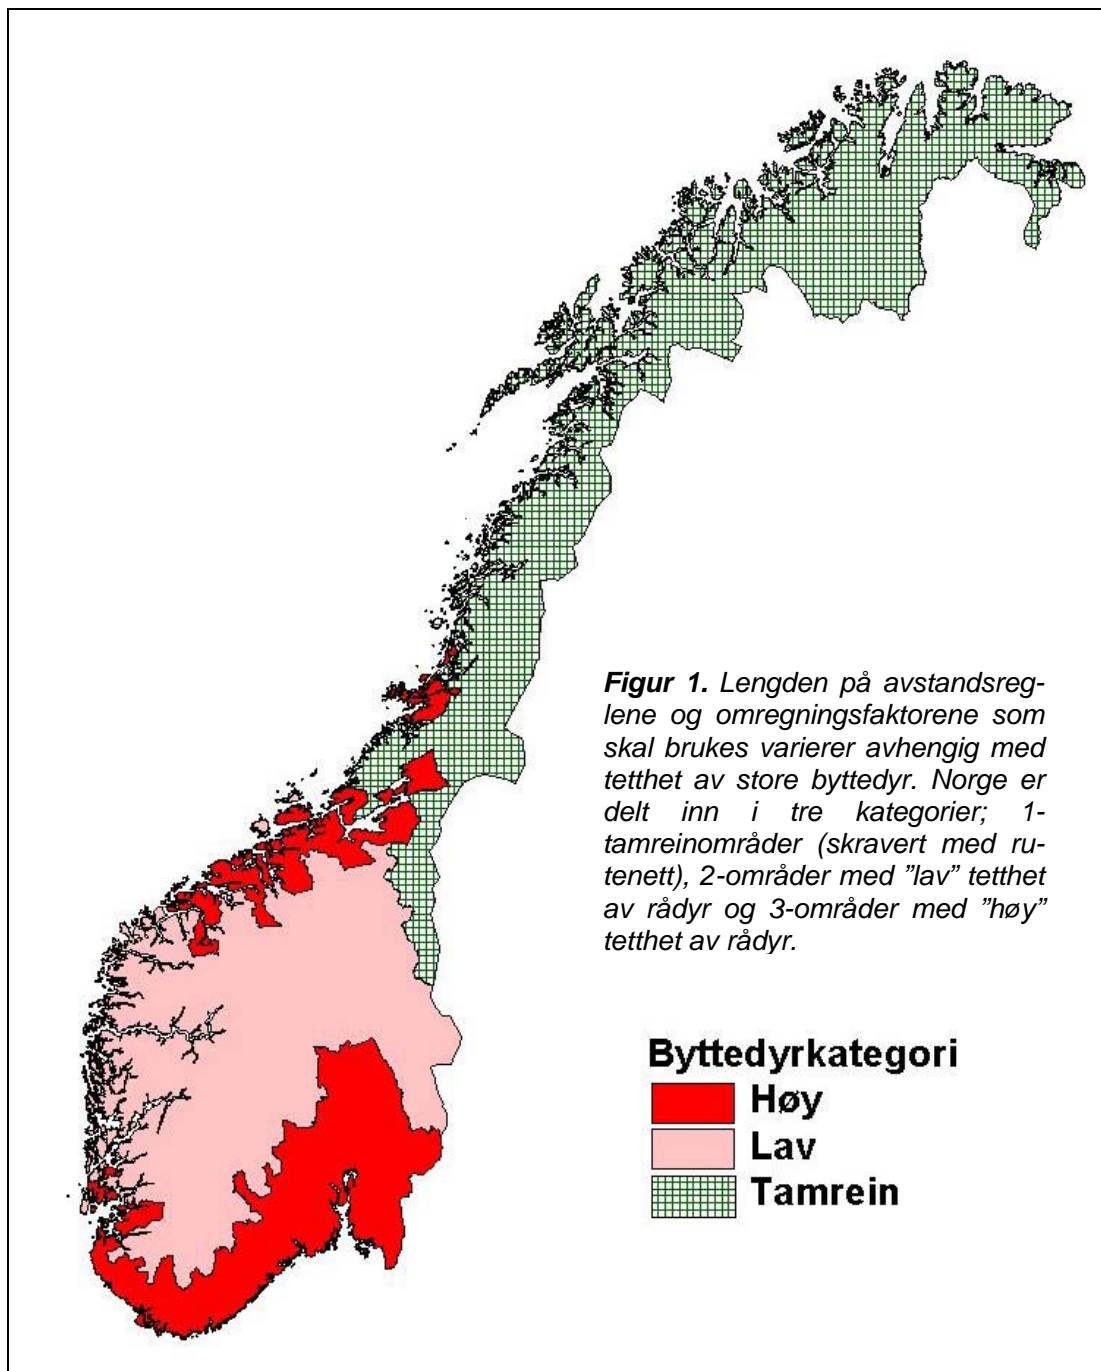 Figur 1. Lengden på avstandsreg-
lene og omregningsfaktorene som
skal brukes varierer avhengig med
tetthet av store byttedyr. Norge er
delt inn i tre kategorier; 1-
tamreinområder (skravert med ru-
tenett), 2-områder med ”lav” tetthet
av rådyr og 3-områder med ”høy”
tetthet av rådyr.
Byttedyrkategori
Høy
Lav
Tamrein